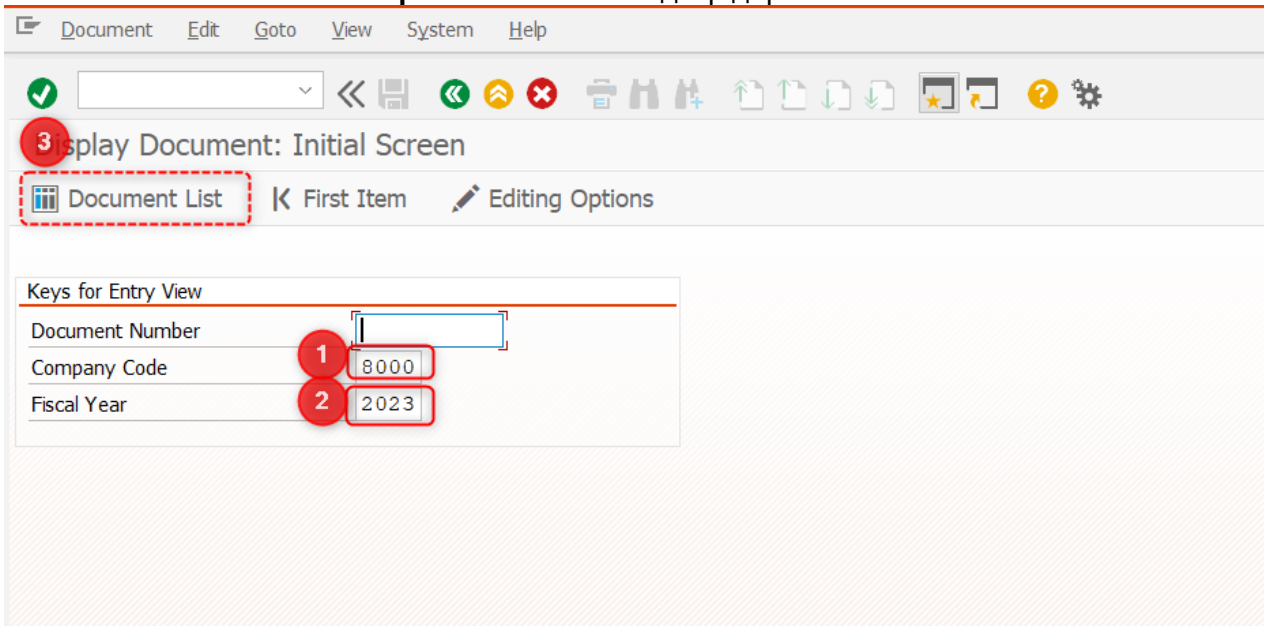 Document Edit Goto View System Help
3
Display Document: Initial Screen
Document List First Item Editing Options
Keys for Entry View
Document Number
1
Company Code 8000
2
Fiscal Year 2023